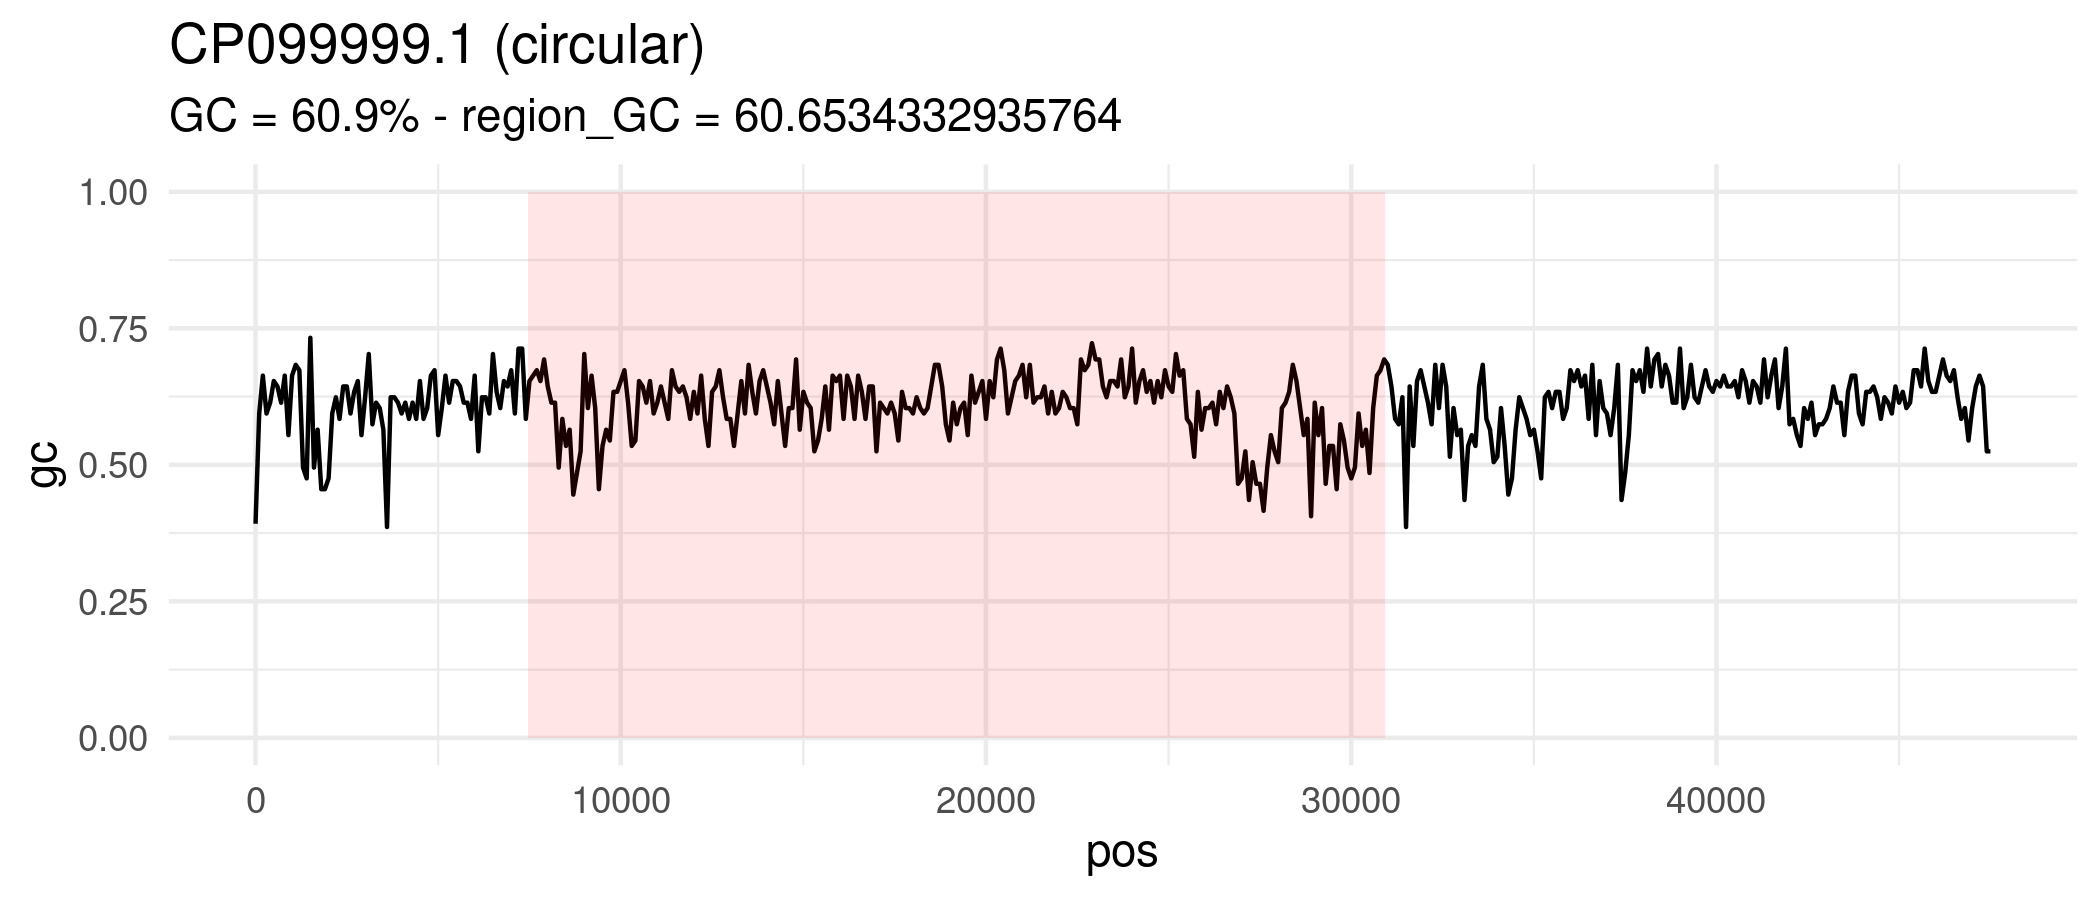 CP099999.1 (circular)
GC = 60.9% - region_GC = 60.6534332935764
1.00
0.75
0.50
0.25
0.00
gc
0 10000 20000 30000 40000
pos